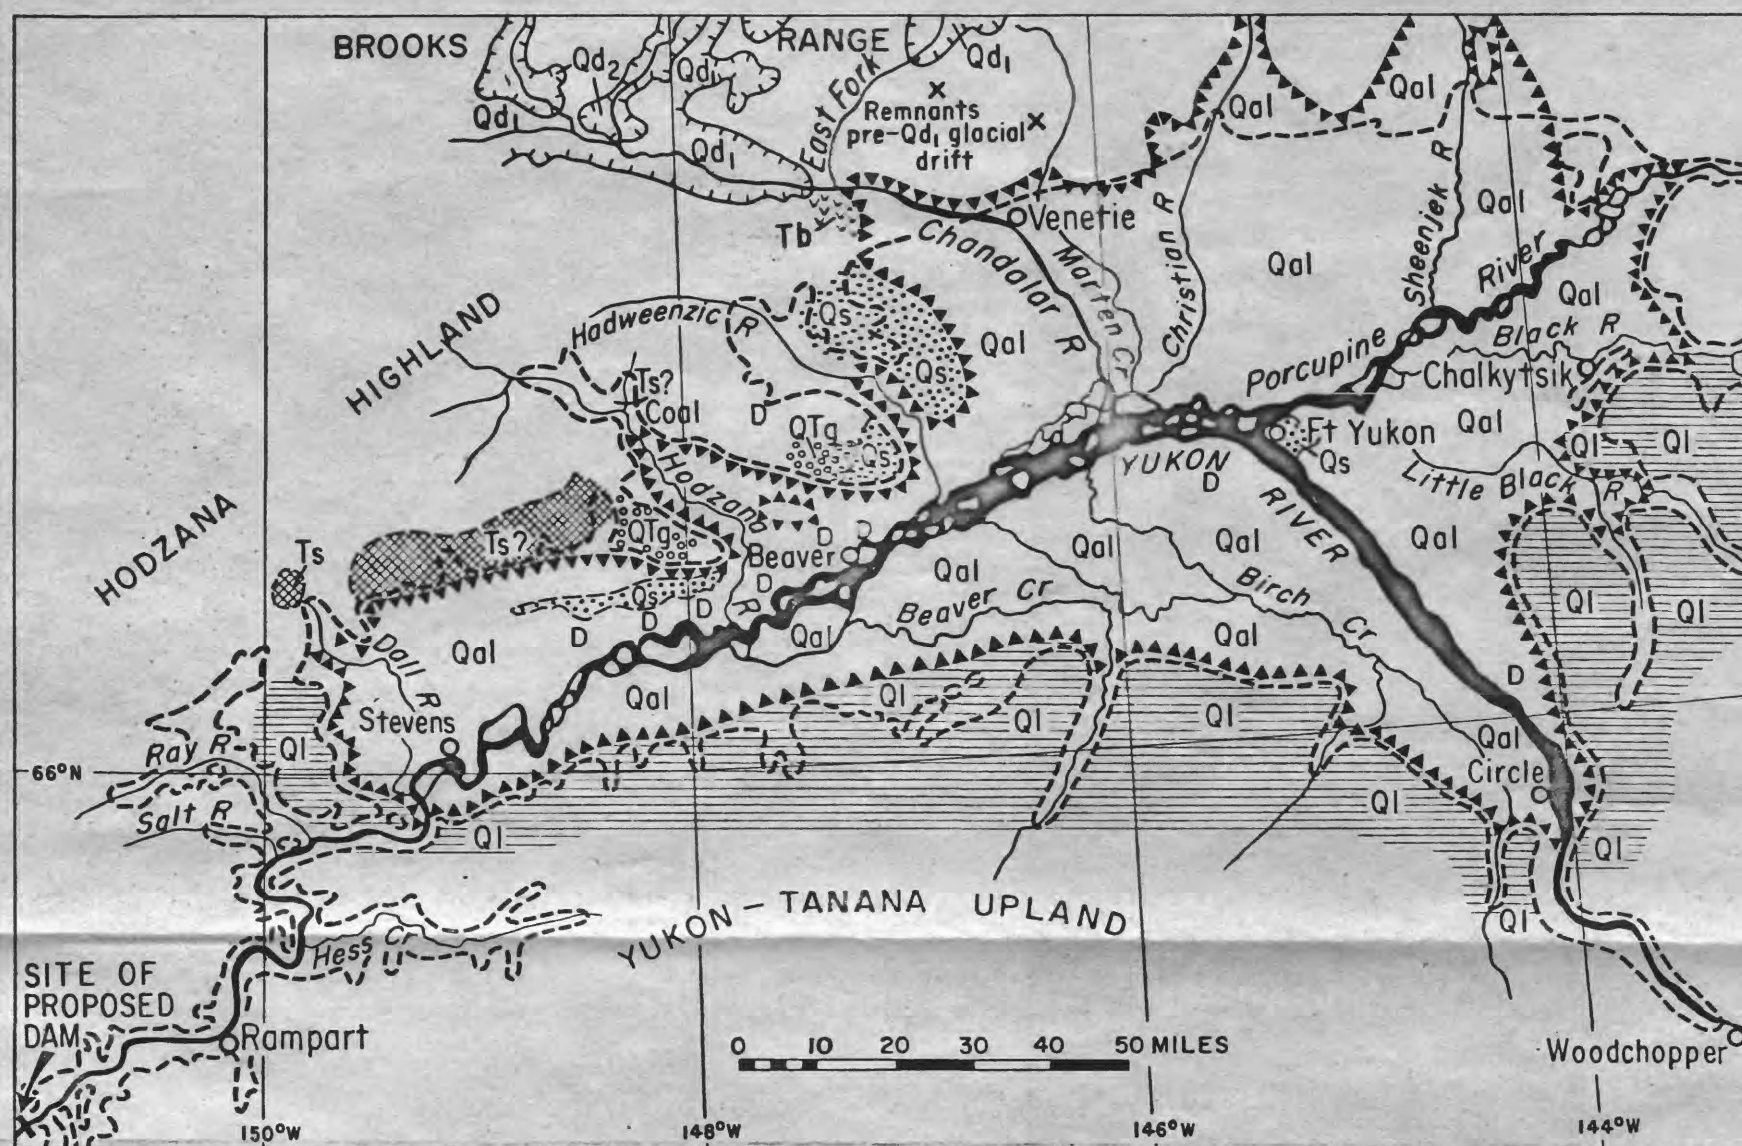 BROOKS
RANGE
Qd2
Qd1
Qd1
Qd1
Qd1
East Fork
Remnants
pre-Qd1 glacial
drift
Qal
Qal
Sheenjek R
Qal
Tb
Venetie
Chandalar R
Marten Cr
Christian R
Qal
River
Qal
HIGHLAND
Hadweenzic R
Qs
Qs
Qal
Porcupine
Black R
Chalkytsik
Ts?
Coal
D
QTg
Qs
Ft Yukon
Qs
Qal
Ql
Ql
YUKON
RIVER
D
Little Black R
Hodzana
R
HODZANA
Ts
Ts?
QTg
D
D
Beaver
D
Qs
D
D
D
Qal
Qal
Qal
Qal
Ql
Ql
Beaver Cr
Birch
Cr
Qal
Qal
Dall
R
Qal
Qal
Ql
Ql
Ql
D
Stevens
Ray R
Ql
Qal
Circle
66°N
Salt R
Ql
Ql
Ql
Ql
YUKON – TANANA UPLAND
Hess Cr
SITE OF
PROPOSED
DAM
Rampart
0 10 20 30 40 50 MILES
Woodchopper
150°W
148°W
146°W
144°W